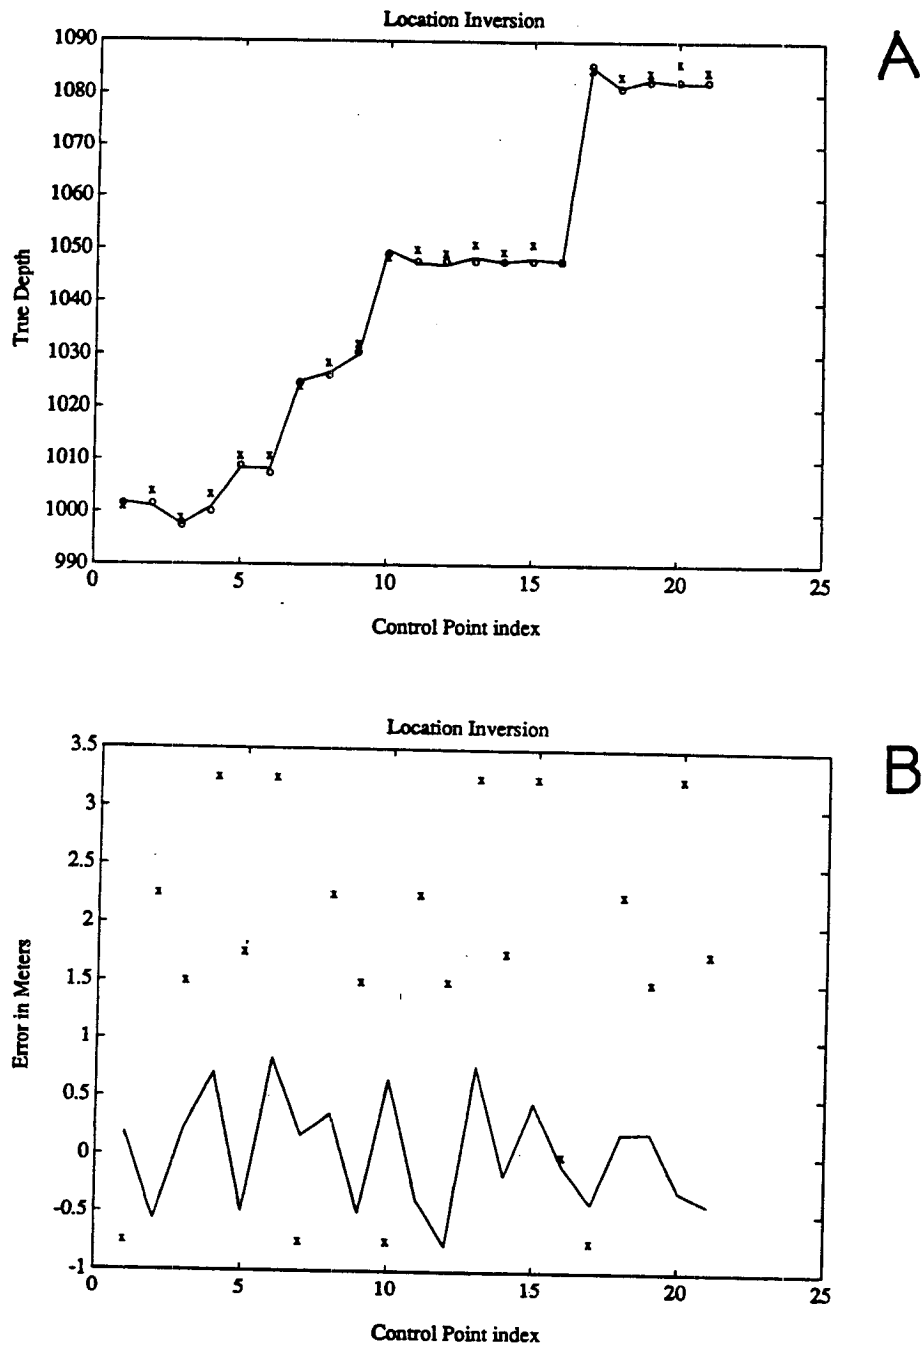 Location Inversion
A
1090
1080
1070
1060
1050
1040
1030
1020
1010
1000
990
True Depth
0 5 10 15 20 25
Control Point index
Location Inversion
B
3.5
3
2.5
2
1.5
1
0.5
0
-0.5
-1
Error in Meters
0 5 10 15 20 25
Control Point index